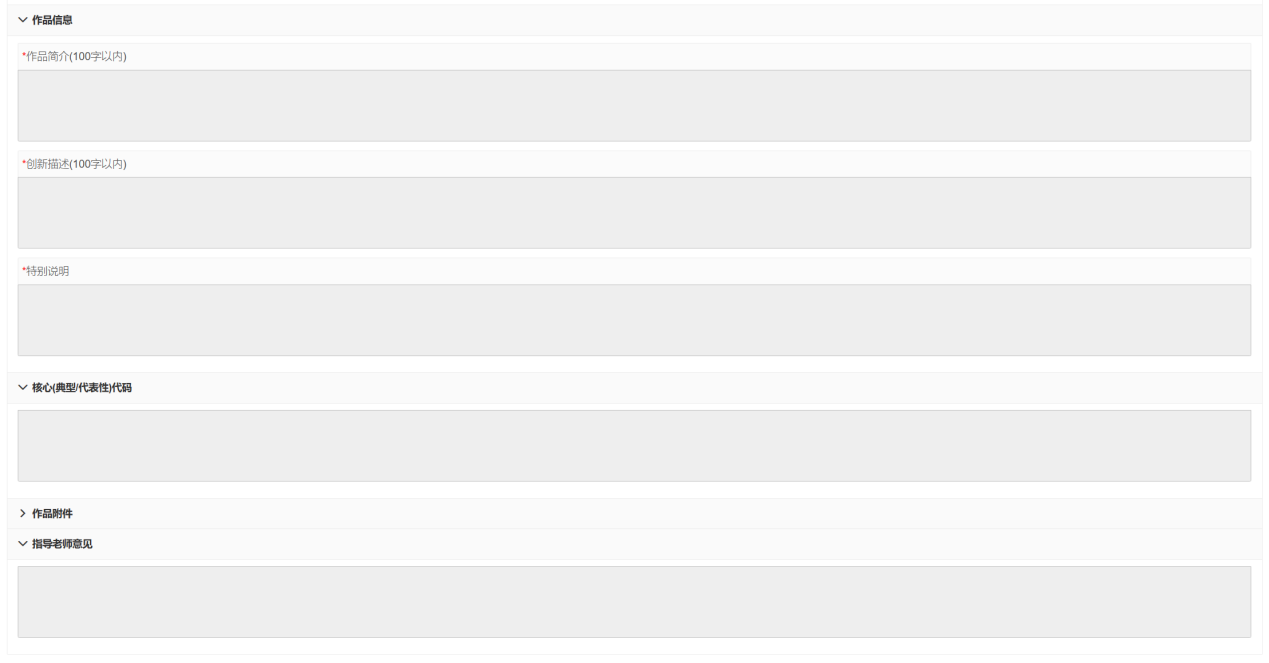 作品信息
*作品简介(100字以内)
*创新描述(100字以内)
*特别说明
核心(典型/代表性)代码
作品附件
指导老师意见